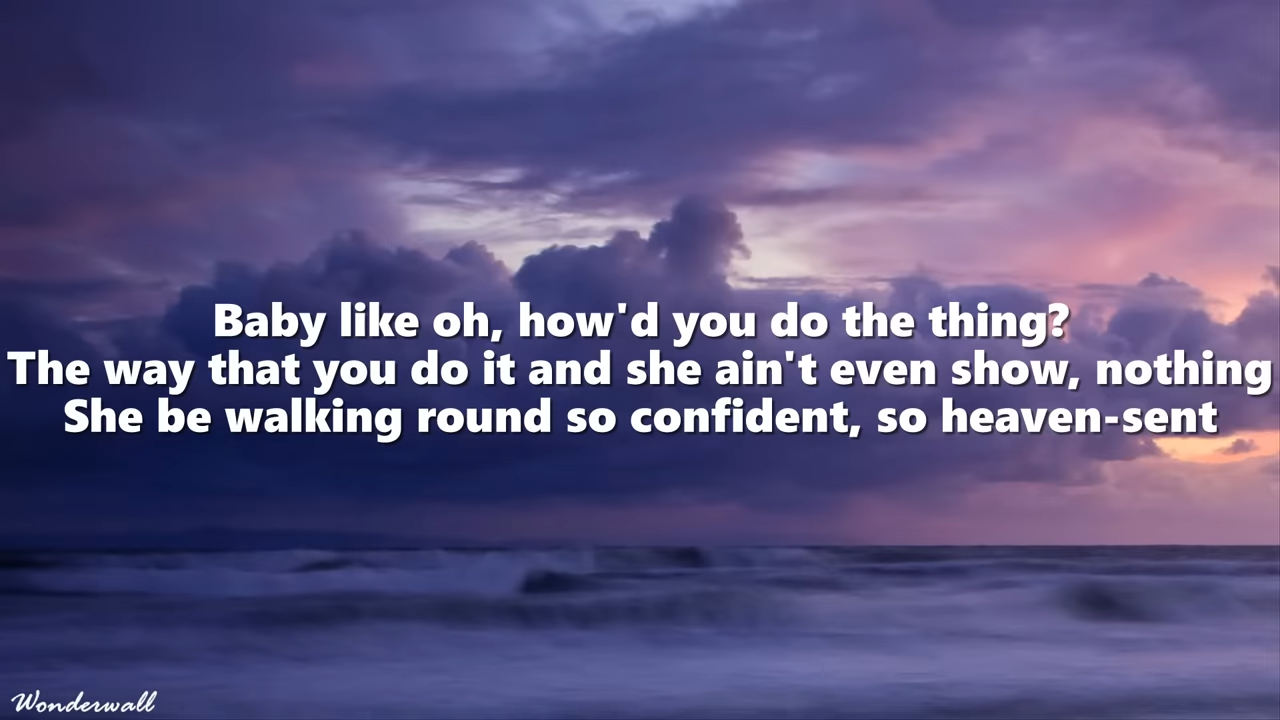 Baby like oh, how'd you do the thing?
The way that you do it and she ain't even show, nothing
She be walking round so confident, so heaven-sent
Wonderwall